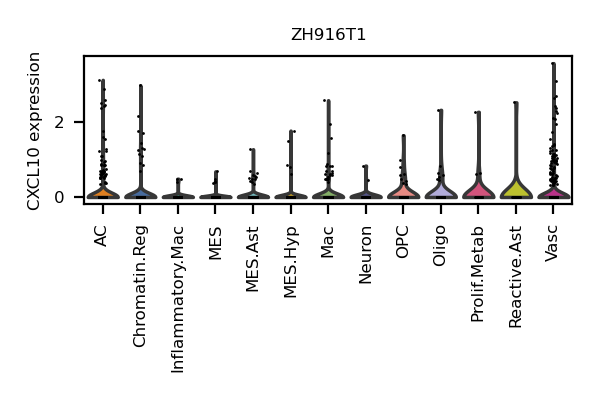 ZH916T1
CXCL10 expression
2
0
AC
Chromatin.Reg
Inflammatory.Mac
MES
MES.Ast
MES.Hyp
Mac
Neuron
OPC
Oligo
Prolif.Metab
Reactive.Ast
Vasc